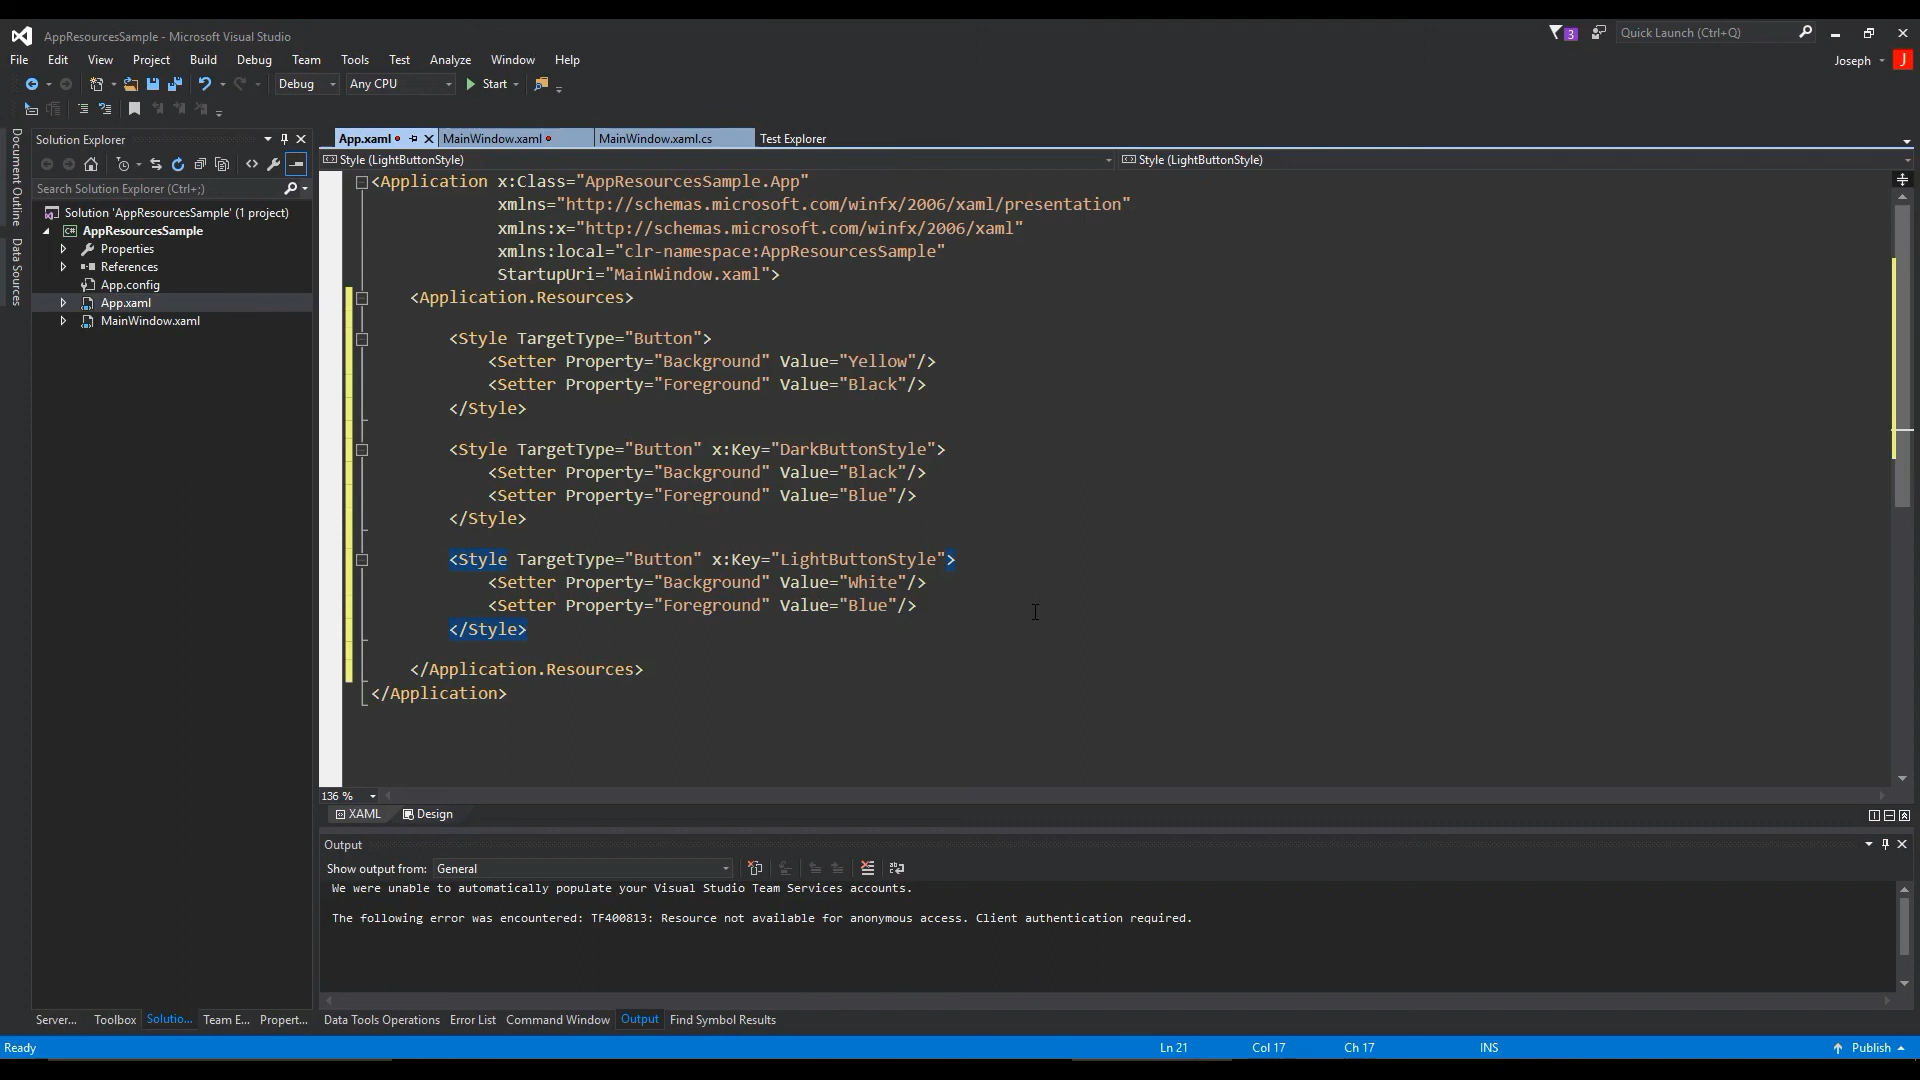 AppResourcesSample - Microsoft Visual Studio
3
Quick Launch (Ctrl+Q)
File Edit View Project Build Debug Team Tools Test Analyze Window Help
Joseph
J
Debug Any CPU Start
Document Outline
Data Sources
Solution Explorer
App.xaml MainWindow.xaml MainWindow.xaml.cs Test Explorer
Style (LightButtonStyle) Style (LightButtonStyle)
Search Solution Explorer (Ctrl+;)
Solution 'AppResourcesSample' (1 project)
AppResourcesSample
Properties
References
App.config
App.xaml
MainWindow.xaml
<Application x:Class="AppResourcesSample.App"
xmlns="http://schemas.microsoft.com/winfx/2006/xaml/presentation"
xmlns:x="http://schemas.microsoft.com/winfx/2006/xaml"
xmlns:local="clr-namespace:AppResourcesSample"
StartupUri="MainWindow.xaml">
<Application.Resources>
<Style TargetType="Button">
<Setter Property="Background" Value="Yellow"/>
<Setter Property="Foreground" Value="Black"/>
</Style>
<Style TargetType="Button" x:Key="DarkButtonStyle">
<Setter Property="Background" Value="Black"/>
<Setter Property="Foreground" Value="Blue"/>
</Style>
<Style TargetType="Button" x:Key="LightButtonStyle">
<Setter Property="Background" Value="White"/>
<Setter Property="Foreground" Value="Blue"/>
</Style>
</Application.Resources>
</Application>
136 %
XAML Design
Output
Show output from: General
We were unable to automatically populate your Visual Studio Team Services accounts.
The following error was encountered: TF400813: Resource not available for anonymous access. Client authentication required.
Server... Toolbox Solutio... Team E... Propert... Data Tools Operations Error List Command Window Output Find Symbol Results
Ready Ln 21 Col 17 Ch 17 INS Publish